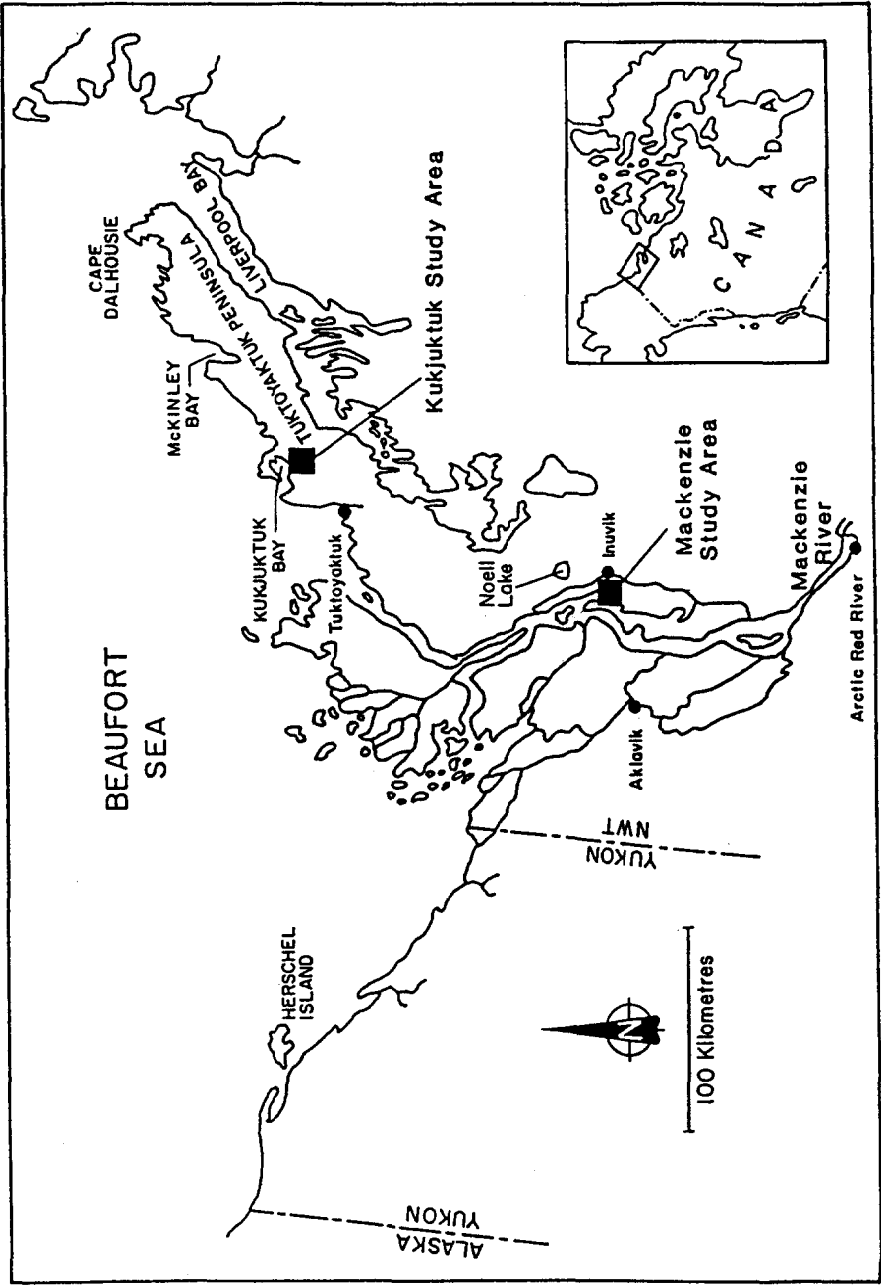 BEAUFORT
SEA
CAPE
DALHOUSIE
McKINLEY
BAY
TUKTOYAKTUK PENINSULA
LIVERPOOL BAY
KUKJUKTUK
BAY
Kukjuktuk Study Area
Tuktoyaktuk
HERSCHEL
ISLAND
Noell
Lake
Inuvik
Mackenzie
Study Area
Aklavik
Mackenzie
River
Arctic Red River
ALASKA
YUKON
YUKON
NWT
N
100 Kilometres
CANADA